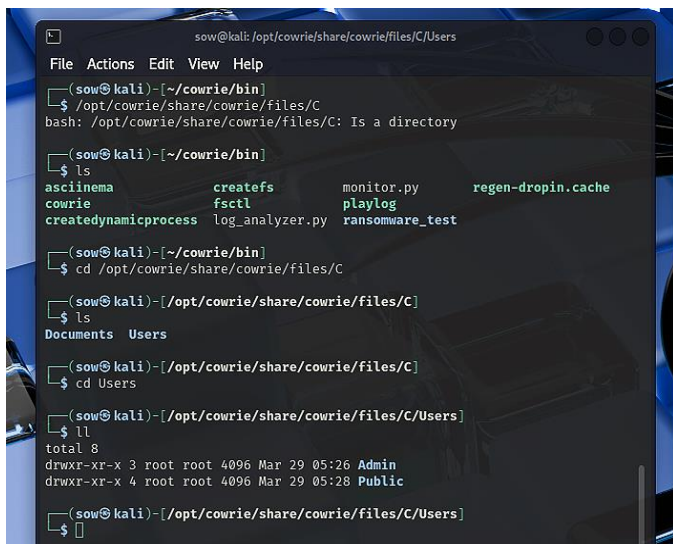 sow@kali: /opt/cowrie/share/cowrie/files/C/Users
File Actions Edit View Help
┌──(sow㉿kali)-[~/cowrie/bin]
└─$ /opt/cowrie/share/cowrie/files/C
bash: /opt/cowrie/share/cowrie/files/C: Is a directory
┌──(sow㉿kali)-[~/cowrie/bin]
└─$ ls
asciinema createfs monitor.py regen-dropin.cache
cowrie fsctl playlog
createdynamicprocess log_analyzer.py ransomware_test
┌──(sow㉿kali)-[~/cowrie/bin]
└─$ cd /opt/cowrie/share/cowrie/files/C
┌──(sow㉿kali)-[/opt/cowrie/share/cowrie/files/C]
└─$ ls
Documents Users
┌──(sow㉿kali)-[/opt/cowrie/share/cowrie/files/C]
└─$ cd Users
┌──(sow㉿kali)-[/opt/cowrie/share/cowrie/files/C/Users]
└─$ ll
total 8
drwxr-xr-x 3 root root 4096 Mar 29 05:26 Admin
drwxr-xr-x 4 root root 4096 Mar 29 05:28 Public
┌──(sow㉿kali)-[/opt/cowrie/share/cowrie/files/C/Users]
└─$